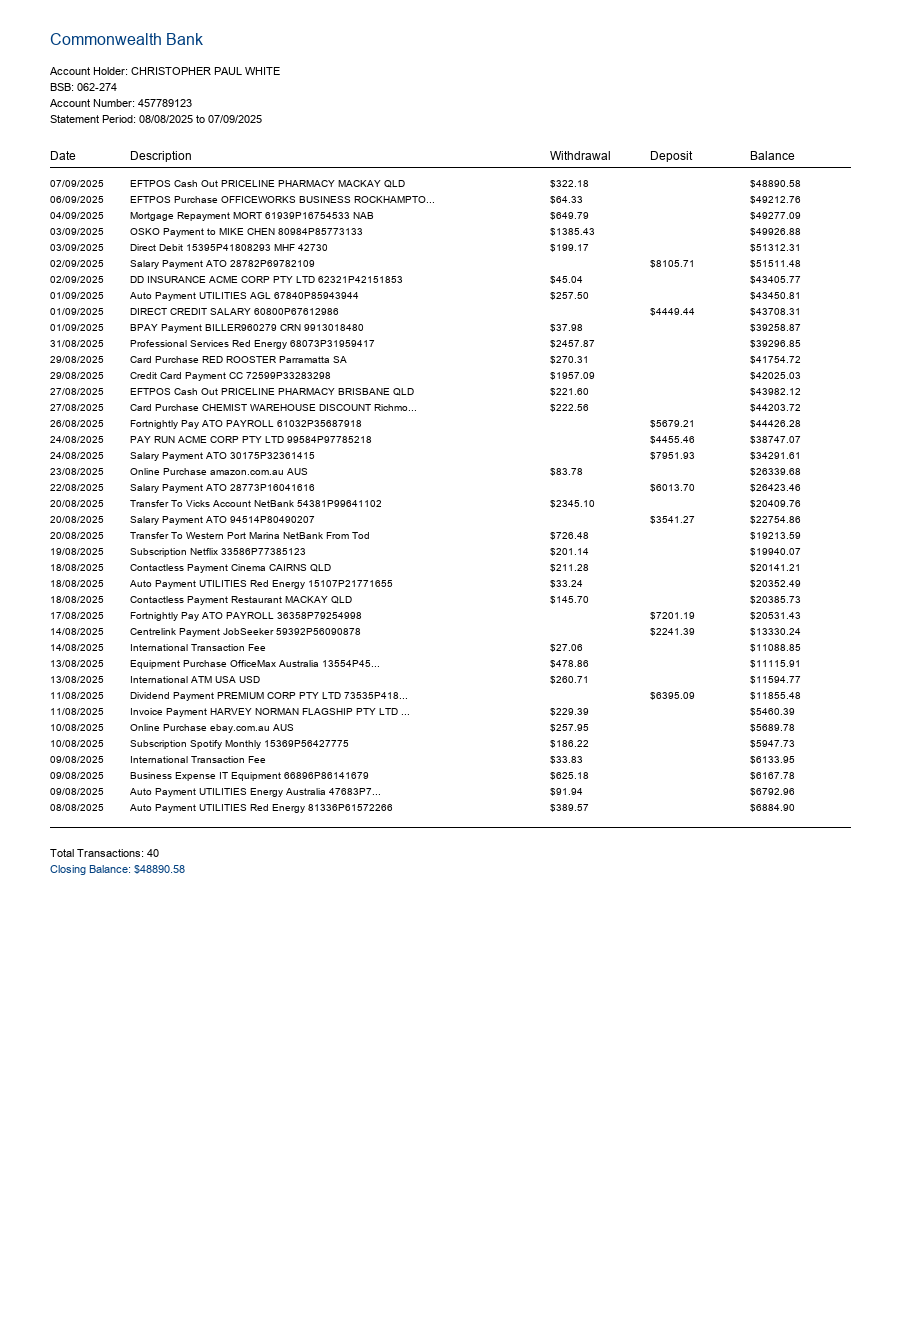 Commonwealth Bank
Account Holder: CHRISTOPHER PAUL WHITE
BSB: 062-274
Account Number: 457789123
Statement Period: 08/08/2025 to 07/09/2025
Date Description Withdrawal Deposit Balance
07/09/2025 EFTPOS Cash Out PRICELINE PHARMACY MACKAY QLD $322.18 $48890.58
06/09/2025 EFTPOS Purchase OFFICEWORKS BUSINESS ROCKHAMPTO... $64.33 $49212.76
04/09/2025 Mortgage Repayment MORT 61939P16754533 NAB $649.79 $49277.09
03/09/2025 OSKO Payment to MIKE CHEN 80984P85773133 $1385.43 $49926.88
03/09/2025 Direct Debit 15395P41808293 MHF 42730 $199.17 $51312.31
02/09/2025 Salary Payment ATO 28782P69782109 $8105.71 $51511.48
02/09/2025 DD INSURANCE ACME CORP PTY LTD 62321P42151853 $45.04 $43405.77
01/09/2025 Auto Payment UTILITIES AGL 67840P85943944 $257.50 $43450.81
01/09/2025 DIRECT CREDIT SALARY 60800P67612986 $4449.44 $43708.31
01/09/2025 BPAY Payment BILLER960279 CRN 9913018480 $37.98 $39258.87
31/08/2025 Professional Services Red Energy 68073P31959417 $2457.87 $39296.85
29/08/2025 Card Purchase RED ROOSTER Parramatta SA $270.31 $41754.72
29/08/2025 Credit Card Payment CC 72599P33283298 $1957.09 $42025.03
27/08/2025 EFTPOS Cash Out PRICELINE PHARMACY BRISBANE QLD $221.60 $43982.12
27/08/2025 Card Purchase CHEMIST WAREHOUSE DISCOUNT Richmo... $222.56 $44203.72
26/08/2025 Fortnightly Pay ATO PAYROLL 61032P35687918 $5679.21 $44426.28
24/08/2025 PAY RUN ACME CORP PTY LTD 99584P97785218 $4455.46 $38747.07
24/08/2025 Salary Payment ATO 30175P32361415 $7951.93 $34291.61
23/08/2025 Online Purchase amazon.com.au AUS $83.78 $26339.68
22/08/2025 Salary Payment ATO 28773P16041616 $6013.70 $26423.46
20/08/2025 Transfer To Vicks Account NetBank 54381P99641102 $2345.10 $20409.76
20/08/2025 Salary Payment ATO 94514P80490207 $3541.27 $22754.86
20/08/2025 Transfer To Western Port Marina NetBank From Tod $726.48 $19213.59
19/08/2025 Subscription Netflix 33586P77385123 $201.14 $19940.07
18/08/2025 Contactless Payment Cinema CAIRNS QLD $211.28 $20141.21
18/08/2025 Auto Payment UTILITIES Red Energy 15107P21771655 $33.24 $20352.49
18/08/2025 Contactless Payment Restaurant MACKAY QLD $145.70 $20385.73
17/08/2025 Fortnightly Pay ATO PAYROLL 36358P79254998 $7201.19 $20531.43
14/08/2025 Centrelink Payment JobSeeker 59392P56090878 $2241.39 $13330.24
14/08/2025 International Transaction Fee $27.06 $11088.85
13/08/2025 Equipment Purchase OfficeMax Australia 13554P45... $478.86 $11115.91
13/08/2025 International ATM USA USD $260.71 $11594.77
11/08/2025 Dividend Payment PREMIUM CORP PTY LTD 73535P418... $6395.09 $11855.48
11/08/2025 Invoice Payment HARVEY NORMAN FLAGSHIP PTY LTD ... $229.39 $5460.39
10/08/2025 Online Purchase ebay.com.au AUS $257.95 $5689.78
10/08/2025 Subscription Spotify Monthly 15369P56427775 $186.22 $5947.73
09/08/2025 International Transaction Fee $33.83 $6133.95
09/08/2025 Business Expense IT Equipment 66896P86141679 $625.18 $6167.78
09/08/2025 Auto Payment UTILITIES Energy Australia 47683P7... $91.94 $6792.96
08/08/2025 Auto Payment UTILITIES Red Energy 81336P61572266 $389.57 $6884.90
Total Transactions: 40
Closing Balance: $48890.58